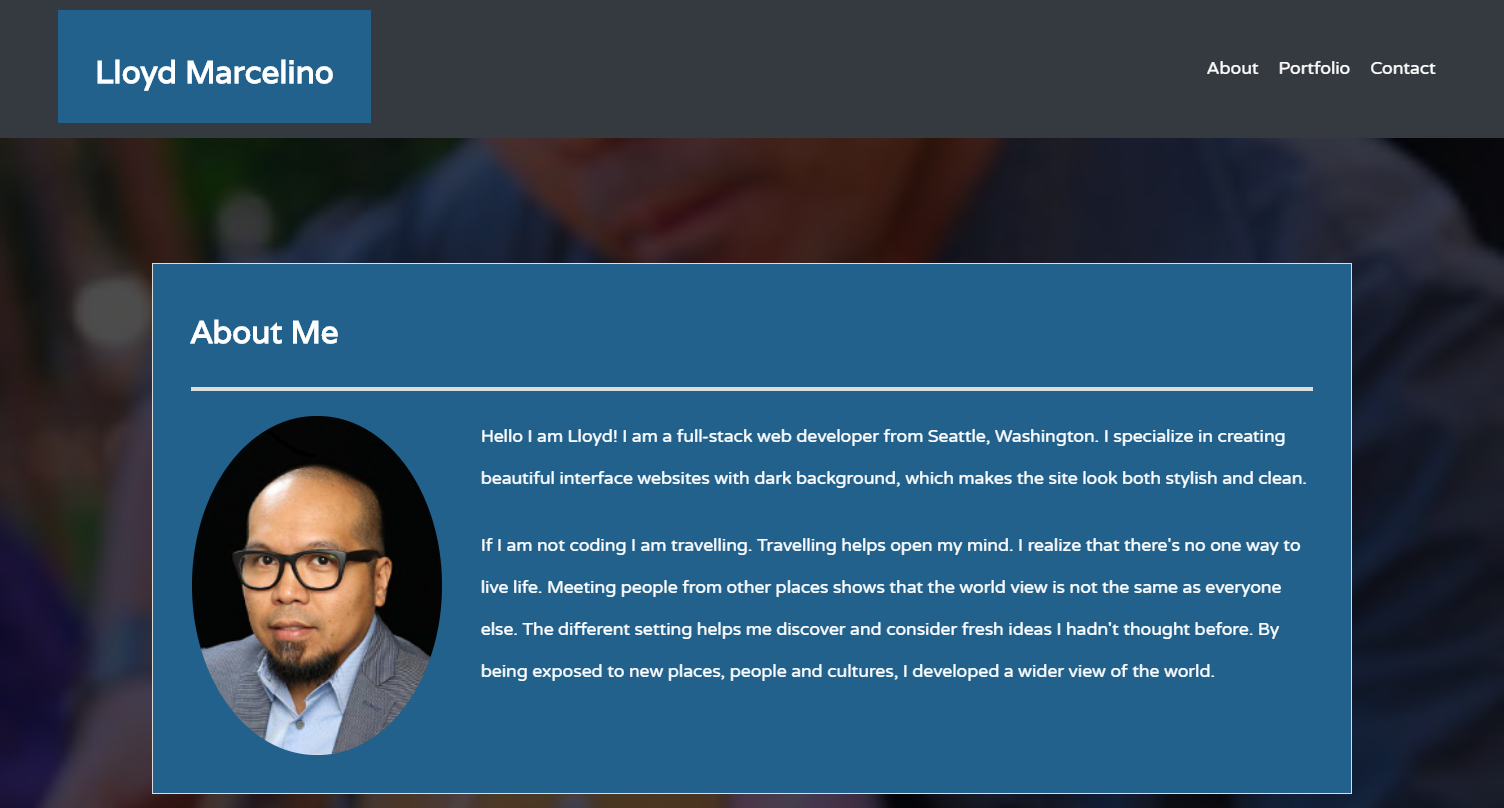 Lloyd Marcelino
About Portfolio Contact
About Me
Hello I am Lloyd! I am a full-stack web developer from Seattle, Washington. I specialize in creating
beautiful interface websites with dark background, which makes the site look both stylish and clean.
If I am not coding I am travelling. Travelling helps open my mind. I realize that there's no one way to
live life. Meeting people from other places shows that the world view is not the same as everyone
else. The different setting helps me discover and consider fresh ideas I hadn't thought before. By
being exposed to new places, people and cultures, I developed a wider view of the world.